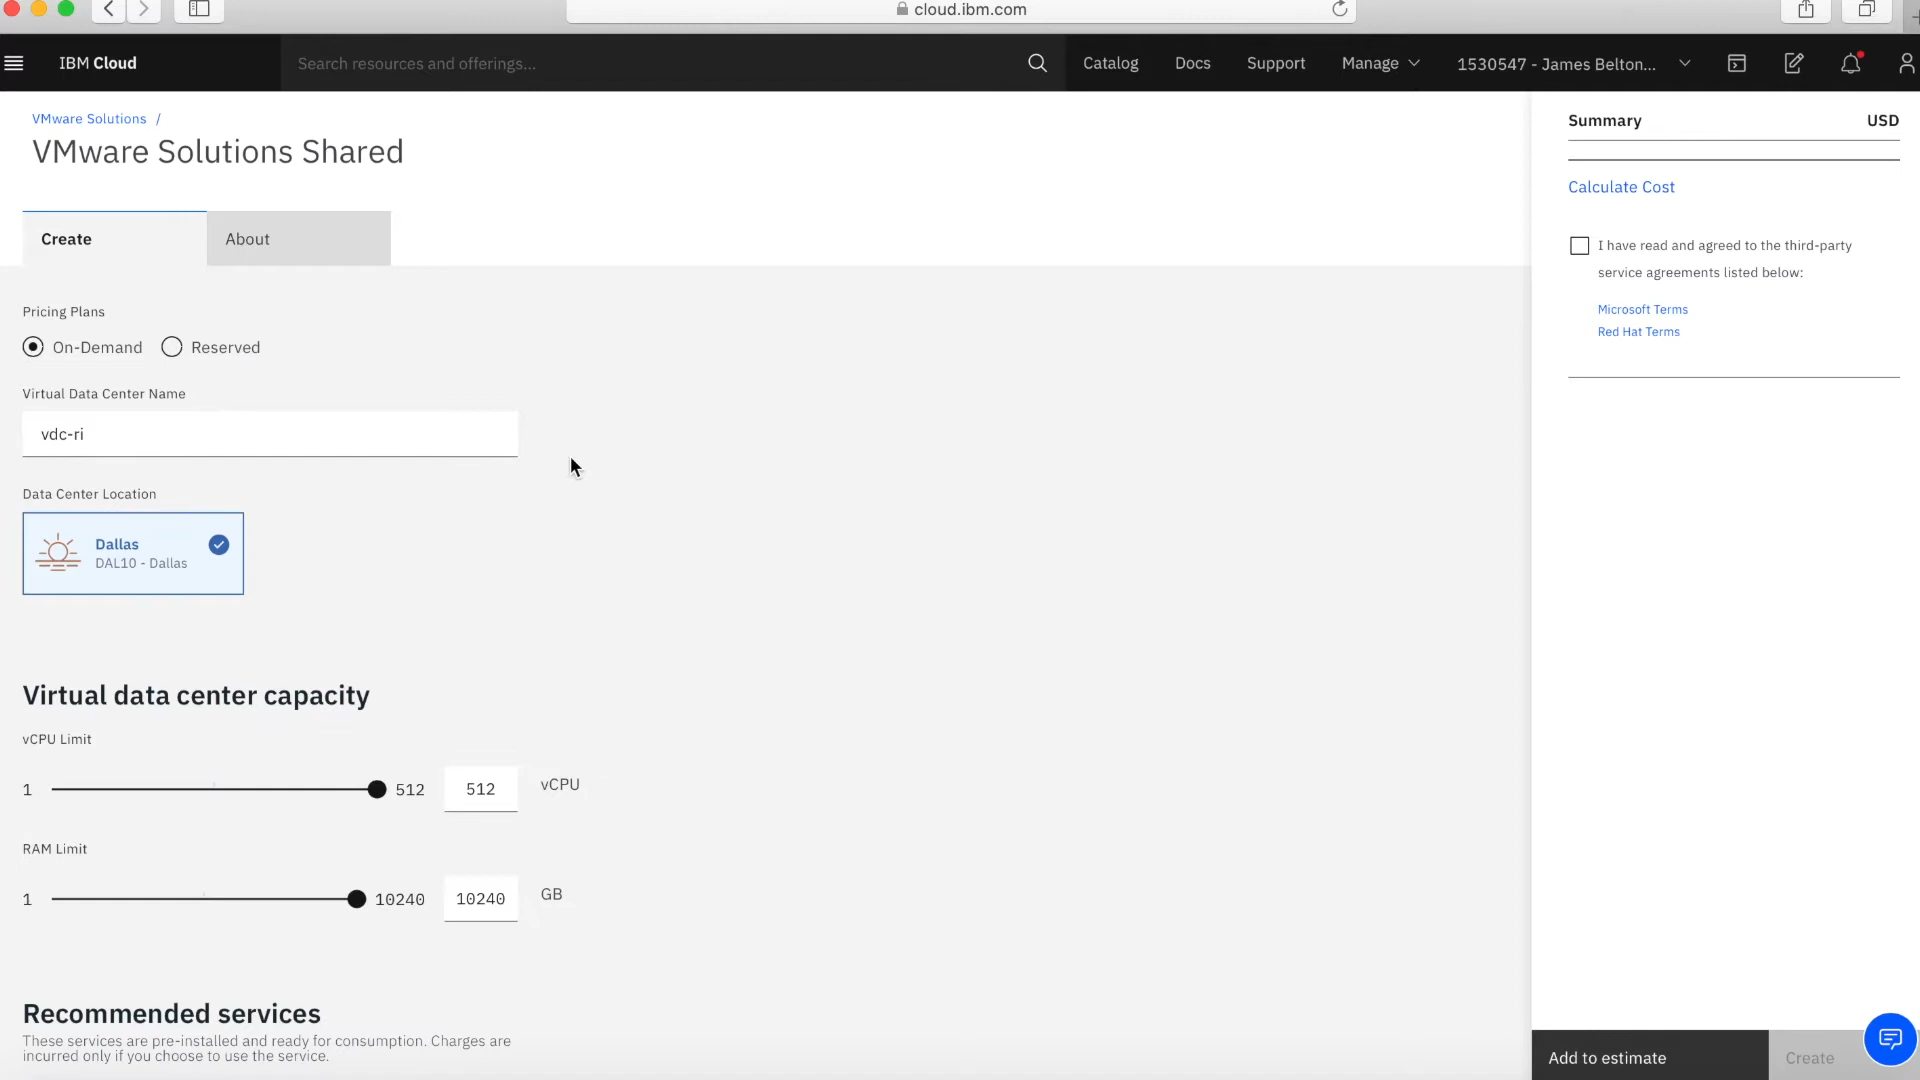 cloud.ibm.com
IBM Cloud
Search resources and offerings...
Catalog
Docs
Support
Manage
1530547 - James Belton...
VMware Solutions /
VMware Solutions Shared
Create
About
Pricing Plans
On-Demand
Reserved
Virtual Data Center Name
vdc-ri
Data Center Location
Dallas
DAL10 - Dallas
Virtual data center capacity
vCPU Limit
1
512
512
vCPU
RAM Limit
1
10240
10240
GB
Recommended services
These services are pre-installed and ready for consumption. Charges are
incurred only if you choose to use the service.
Summary
USD
Calculate Cost
I have read and agreed to the third-party
service agreements listed below:
Microsoft Terms
Red Hat Terms
Add to estimate
Create